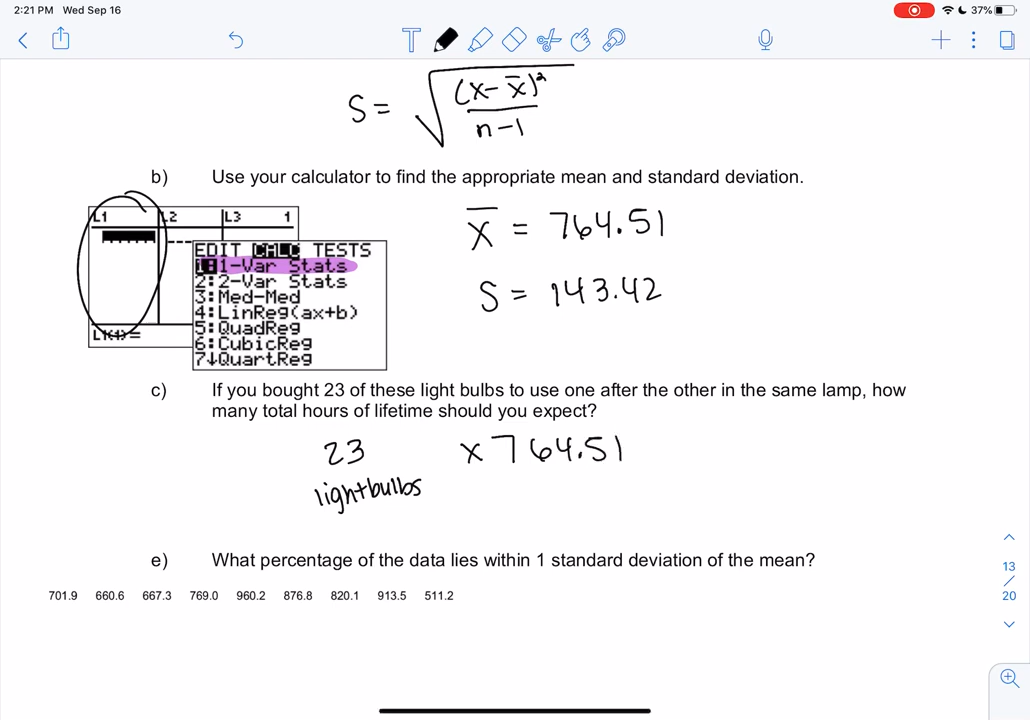 2:21 PM Wed Sep 16
37%
T
S = √((x - x̄)² / n - 1)
b) Use your calculator to find the appropriate mean and standard deviation.
L1 L2 L3 1
EDIT CALC TESTS
1:1-Var Stats
2:2-Var Stats
3:Med-Med
4:LinReg(ax+b)
5:QuadReg
6:CubicReg
7↓QuartReg
L1(1)=
x̄ = 764.51
S = 143.42
c) If you bought 23 of these light bulbs to use one after the other in the same lamp, how
many total hours of lifetime should you expect?
23 x 764.51
lightbulbs
e) What percentage of the data lies within 1 standard deviation of the mean?
701.9 660.6 667.3 769.0 960.2 876.8 820.1 913.5 511.2
13
/
20